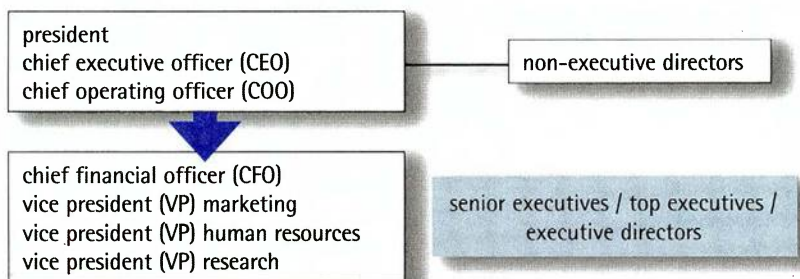 president
chief executive officer (CEO)
chief operating officer (COO)
non-executive directors
chief financial officer (CFO)
vice president (VP) marketing
vice president (VP) human resources
vice president (VP) research
senior executives / top executives /
executive directors